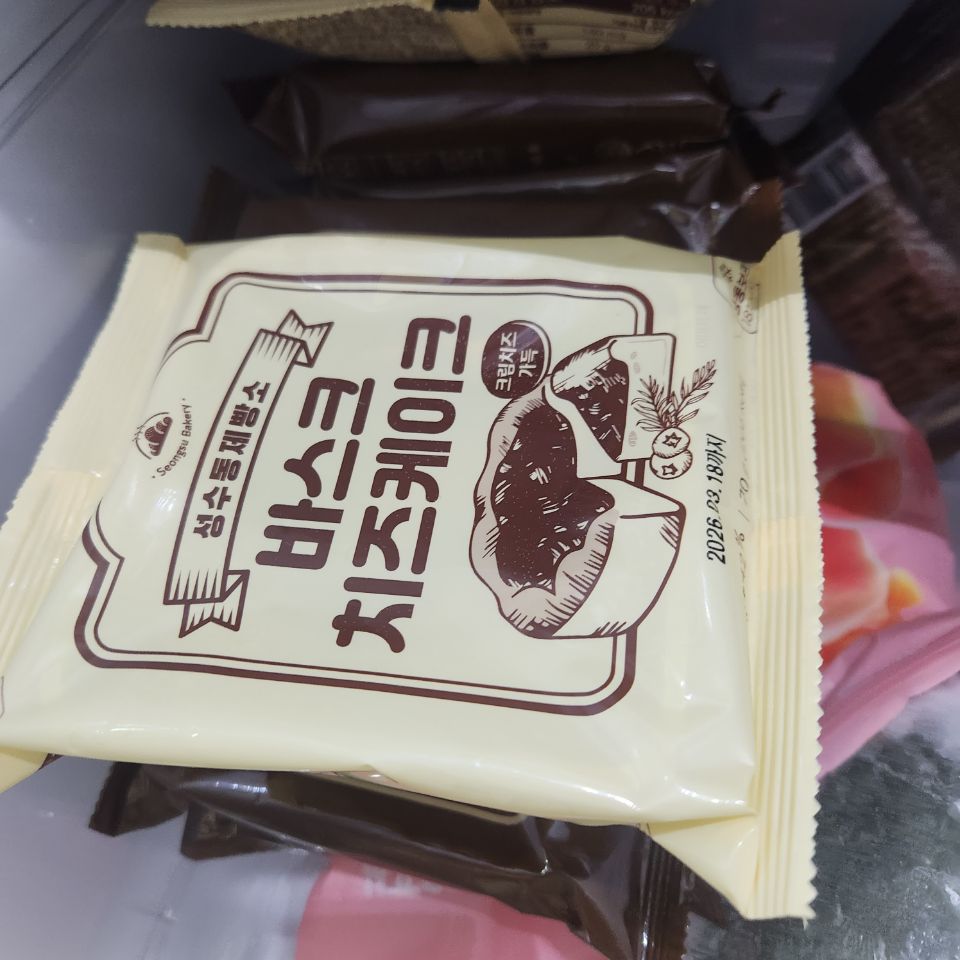 Seongsu Bakery
성수동제빵소
바스크
치즈케이크
크림치즈
가득
2026.03.18까지